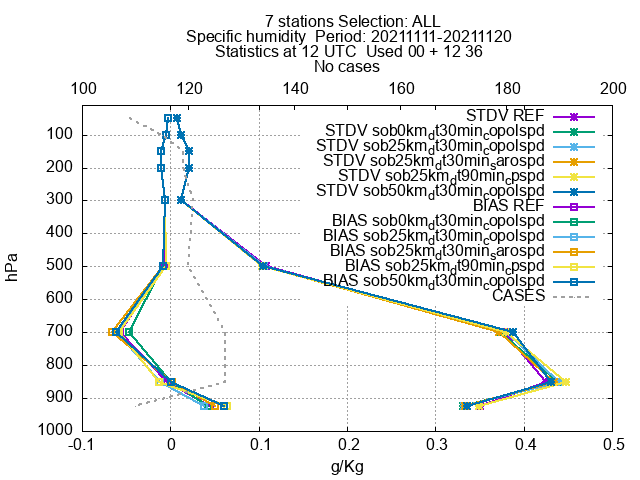 7 stations Selection: ALL
Specific humidity  Period: 20211111-20211120
Statistics at 12 UTC  Used 00 + 12 36
No cases
100 120 140 160 180 200
STDV REF
STDV sob0km_dt30min_copolspd
STDV sob25km_dt30min_copolspd
STDV sob25km_dt30min_sarospd
STDV sob25km_dt90min_cpspd
STDV sob50km_dt30min_copolspd
BIAS REF
BIAS sob0km_dt30min_copolspd
BIAS sob25km_dt30min_copolspd
BIAS sob25km_dt30min_sarospd
BIAS sob25km_dt90min_cpspd
BIAS sob50km_dt30min_copolspd
CASES
hPa
100
200
300
400
500
600
700
800
900
1000
-0.1 0 0.1 0.2 0.3 0.4 0.5
g/Kg